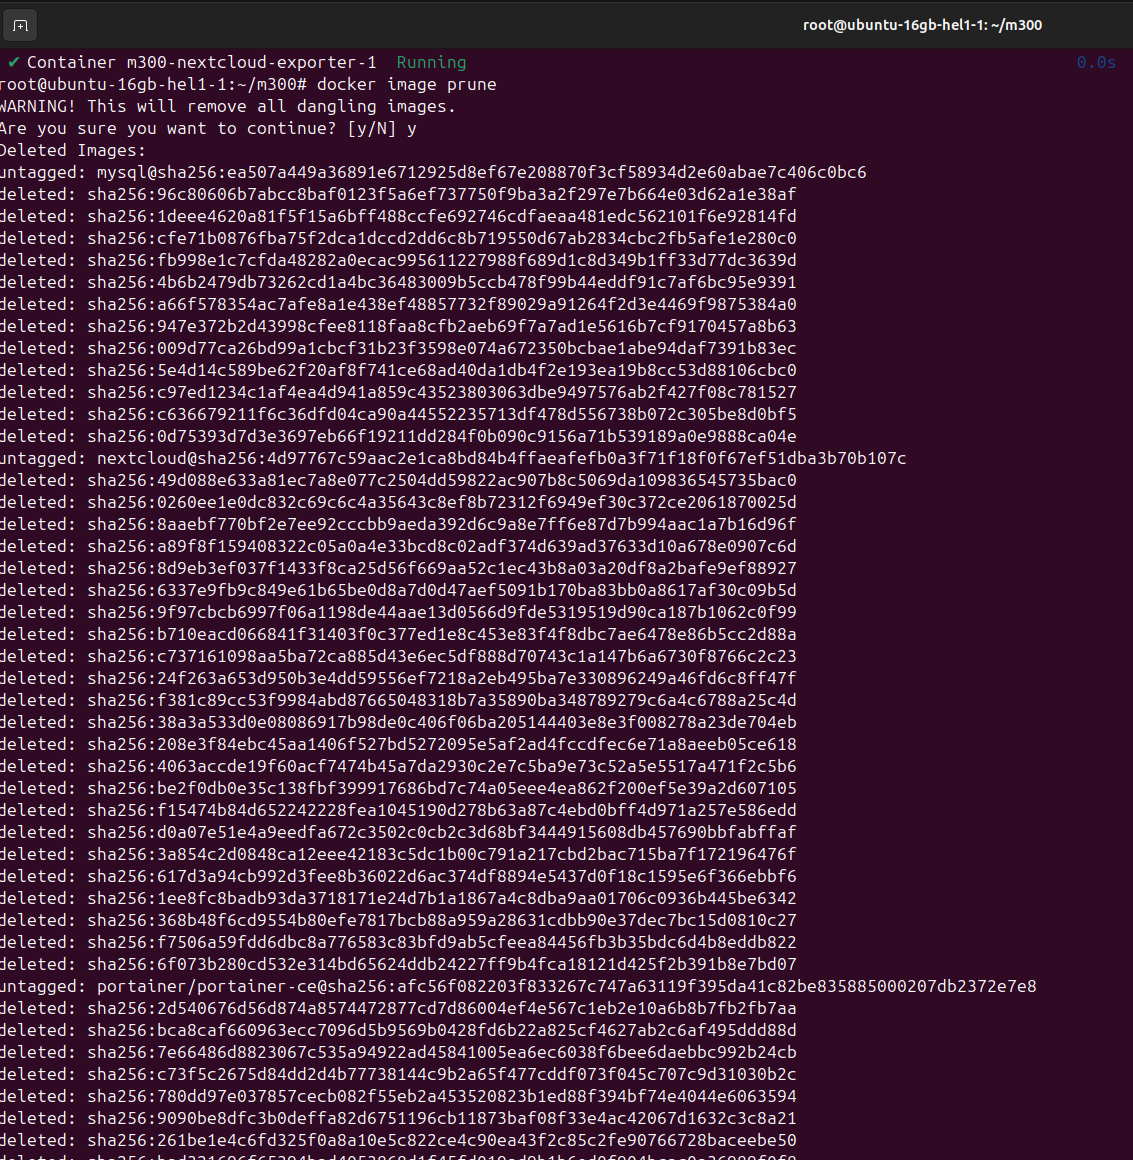 root@ubuntu-16gb-hel1-1: ~/m300
✔ Container m300-nextcloud-exporter-1 Running 0.0s
root@ubuntu-16gb-hel1-1:~/m300# docker image prune
WARNING! This will remove all dangling images.
Are you sure you want to continue? [y/N] y
Deleted Images:
untagged: mysql@sha256:ea507a449a36891e6712925d8ef67e208870f3cf58934d2e60abae7c406c0bc6
deleted: sha256:96c80606b7abcc8baf0123f5a6ef737750f9ba3a2f297e7b664e03d62a1e38af
deleted: sha256:1deee4620a81f5f15a6bff488ccfe692746cdfaeaa481edc562101f6e92814fd
deleted: sha256:cfe71b0876fba75f2dca1dccd2dd6c8b719550d67ab2834cbc2fb5afe1e280c0
deleted: sha256:fb998e1c7cfda48282a0ecac995611227988f689d1c8d349b1ff33d77dc3639d
deleted: sha256:4b6b2479db73262cd1a4bc36483009b5ccb478f99b44eddf91c7af6bc95e9391
deleted: sha256:a66f578354ac7afe8a1e438ef48857732f89029a91264f2d3e4469f9875384a0
deleted: sha256:947e372b2d43998cfee8118faa8cfb2aeb69f7a7ad1e5616b7cf9170457a8b63
deleted: sha256:009d77ca26bd99a1cbcf31b23f3598e074a672350bcbae1abe94daf7391b83ec
deleted: sha256:5e4d14c589be62f20af8f741ce68ad40da1db4f2e193ea19b8cc53d88106cbc0
deleted: sha256:c97ed1234c1af4ea4d941a859c43523803063dbe9497576ab2f427f08c781527
deleted: sha256:c636679211f6c36dfd04ca90a44552235713df478d556738b072c305be8d0bf5
deleted: sha256:0d75393d7d3e3697eb66f19211dd284f0b090c9156a71b539189a0e9888ca04e
untagged: nextcloud@sha256:4d97767c59aac2e1ca8bd84b4ffaeafefb0a3f71f18f0f67ef51dba3b70b107c
deleted: sha256:49d088e633a81ec7a8e077c2504dd59822ac907b8c5069da109836545735bac0
deleted: sha256:0260ee1e0dc832c69c6c4a35643c8ef8b72312f6949ef30c372ce2061870025d
deleted: sha256:8aaebf770bf2e7ee92cccbb9aeda392d6c9a8e7ff6e87d7b994aac1a7b16d96f
deleted: sha256:a89f8f159408322c05a0a4e33bcd8c02adf374d639ad37633d10a678e0907c6d
deleted: sha256:8d9eb3ef037f1433f8ca25d56f669aa52c1ec43b8a03a20df8a2bafe9ef88927
deleted: sha256:6337e9fb9c849e61b65be0d8a7d0d47aef5091b170ba83bb0a8617af30c09b5d
deleted: sha256:9f97cbcb6997f06a1198de44aae13d0566d9fde5319519d90ca187b1062c0f99
deleted: sha256:b710eacd066841f31403f0c377ed1e8c453e83f4f8dbc7ae6478e86b5cc2d88a
deleted: sha256:c737161098aa5ba72ca885d43e6ec5df888d70743c1a147b6a6730f8766c2c23
deleted: sha256:24f263a653d950b3e4dd59556ef7218a2eb495ba7e330896249a46fd6c8ff47f
deleted: sha256:f381c89cc53f9984abd87665048318b7a35890ba348789279c6a4c6788a25c4d
deleted: sha256:38a3a533d0e08086917b98de0c406f06ba205144403e8e3f008278a23de704eb
deleted: sha256:208e3f84ebc45aa1406f527bd5272095e5af2ad4fccdfec6e71a8aeeb05ce618
deleted: sha256:4063accde19f60acf7474b45a7da2930c2e7c5ba9e73c52a5e5517a471f2c5b6
deleted: sha256:be2f0db0e35c138fbf399917686bd7c74a05eee4ea862f200ef5e39a2d607105
deleted: sha256:f15474b84d652242228fea1045190d278b63a87c4ebd0bff4d971a257e586edd
deleted: sha256:d0a07e51e4a9eedfa672c3502c0cb2c3d68bf3444915608db457690bbfabffaf
deleted: sha256:3a854c2d0848ca12eee42183c5dc1b00c791a217cbd2bac715ba7f172196476f
deleted: sha256:617d3a94cb992d3fee8b36022d6ac374df8894e5437d0f18c1595e6f366ebbf6
deleted: sha256:1ee8fc8badb93da3718171e24d7b1a1867a4c8dba9aa01706c0936b445be6342
deleted: sha256:368b48f6cd9554b80efe7817bcb88a959a28631cdbb90e37dec7bc15d0810c27
deleted: sha256:f7506a59fdd6dbc8a776583c83bfd9ab5cfeea84456fb3b35bdc6d4b8eddb822
deleted: sha256:6f073b280cd532e314bd65624ddb24227ff9b4fca18121d425f2b391b8e7bd07
untagged: portainer/portainer-ce@sha256:afc56f082203f833267c747a63119f395da41c82be835885000207db2372e7e8
deleted: sha256:2d540676d56d874a8574472877cd7d86004ef4e567c1eb2e10a6b8b7fb2fb7aa
deleted: sha256:bca8caf660963ecc7096d5b9569b0428fd6b22a825cf4627ab2c6af495ddd88d
deleted: sha256:7e66486d8823067c535a94922ad45841005ea6ec6038f6bee6daebbc992b24cb
deleted: sha256:c73f5c2675d84dd2d4b77738144c9b2a65f477cddf073f045c707c9d31030b2c
deleted: sha256:780dd97e037857cecb082f55eb2a453520823b1ed88f394bf74e4044e6063594
deleted: sha256:9090be8dfc3b0deffa82d6751196cb11873baf08f33e4ac42067d1632c3c8a21
deleted: sha256:261be1e4c6fd325f0a8a10e5c822ce4c90ea43f2c85c2fe90766728baceebe50